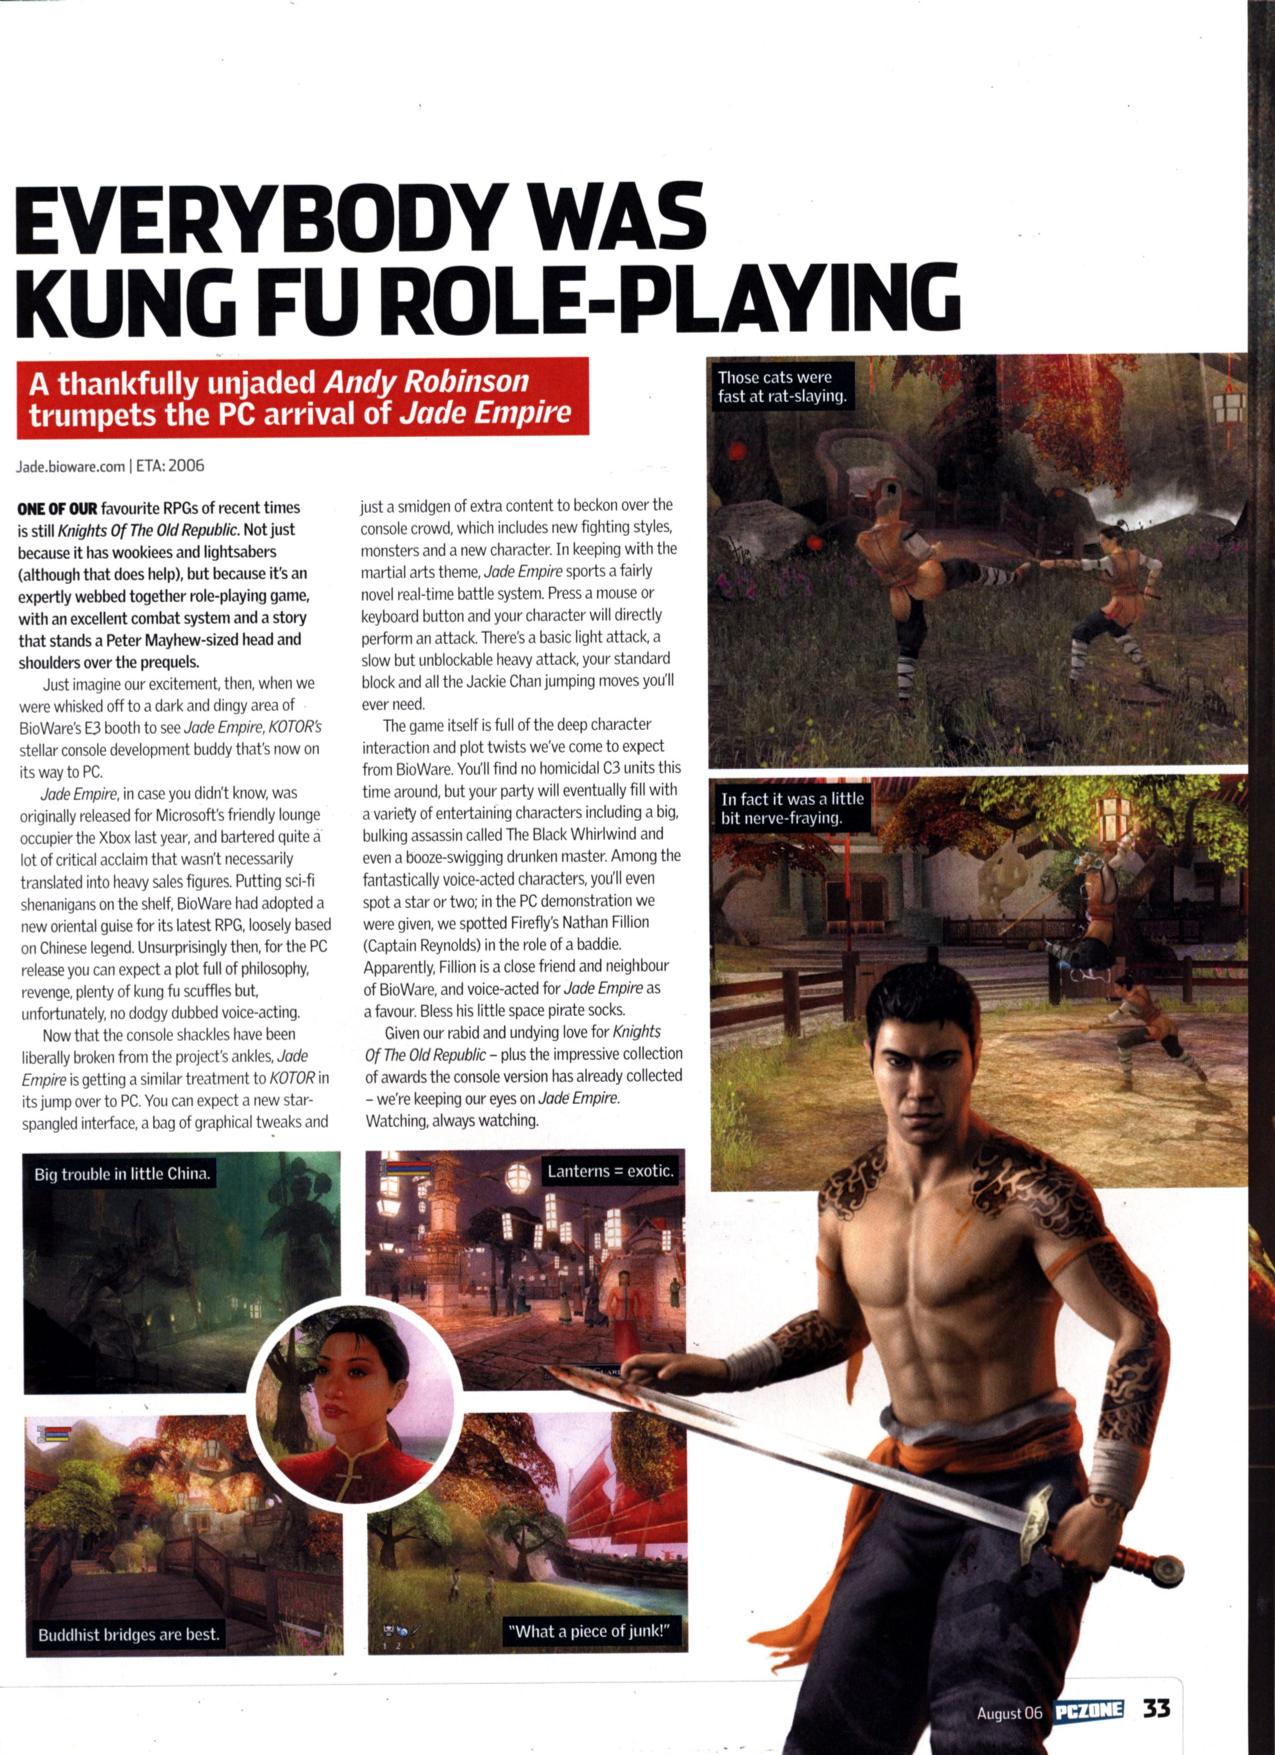 EVERYBODY WAS
KUNG FU ROLE-PLAYING
A thankfully unjaded Andy Robinson
trumpets the PC arrival of Jade Empire
Jade.bioware.com | ETA: 2006
ONE OF OUR favourite RPGs of recent times
is still Knights Of The Old Republic. Not just
because it has wookiees and lightsabers
(although that does help), but because it's an
expertly webbed together role-playing game,
with an excellent combat system and a story
that stands a Peter Mayhew-sized head and
shoulders over the prequels.
Just imagine our excitement, then, when we
were whisked off to a dark and dingy area of
BioWare's E3 booth to see Jade Empire, KOTOR's
stellar console development buddy that's now on
its way to PC.
Jade Empire, in case you didn't know, was
originally released for Microsoft's friendly lounge
occupier the Xbox last year, and bartered quite a
lot of critical acclaim that wasn't necessarily
translated into heavy sales figures. Putting sci-fi
shenanigans on the shelf, BioWare had adopted a
new oriental guise for its latest RPG, loosely based
on Chinese legend. Unsurprisingly then, for the PC
release you can expect a plot full of philosophy,
revenge, plenty of kung fu scuffles but,
unfortunately, no dodgy dubbed voice-acting.
Now that the console shackles have been
liberally broken from the project's ankles, Jade
Empire is getting a similar treatment to KOTOR in
its jump over to PC. You can expect a new star-
spangled interface, a bag of graphical tweaks and
just a smidgen of extra content to beckon over the
console crowd, which includes new fighting styles,
monsters and a new character. In keeping with the
martial arts theme, Jade Empire sports a fairly
novel real-time battle system. Press a mouse or
keyboard button and your character will directly
perform an attack. There's a basic light attack, a
slow but unblockable heavy attack, your standard
block and all the Jackie Chan jumping moves you'll
ever need.
The game itself is full of the deep character
interaction and plot twists we've come to expect
from BioWare. You'll find no homicidal C3 units this
time around, but your party will eventually fill with
a variety of entertaining characters including a big,
bulking assassin called The Black Whirlwind and
even a booze-swigging drunken master. Among the
fantastically voice-acted characters, you'll even
spot a star or two; in the PC demonstration we
were given, we spotted Firefly's Nathan Fillion
(Captain Reynolds) in the role of a baddie.
Apparently, Fillion is a close friend and neighbour
of BioWare, and voice-acted for Jade Empire as
a favour. Bless his little space pirate socks.
Given our rabid and undying love for Knights
Of The Old Republic – plus the impressive collection
of awards the console version has already collected
– we're keeping our eyes on Jade Empire.
Watching, always watching.
Those cats were
fast at rat-slaying.
In fact it was a little
bit nerve-fraying.
Big trouble in little China.
Lanterns = exotic.
Buddhist bridges are best.
1 2 3
"What a piece of junk!"
August 06 PCZONE 33